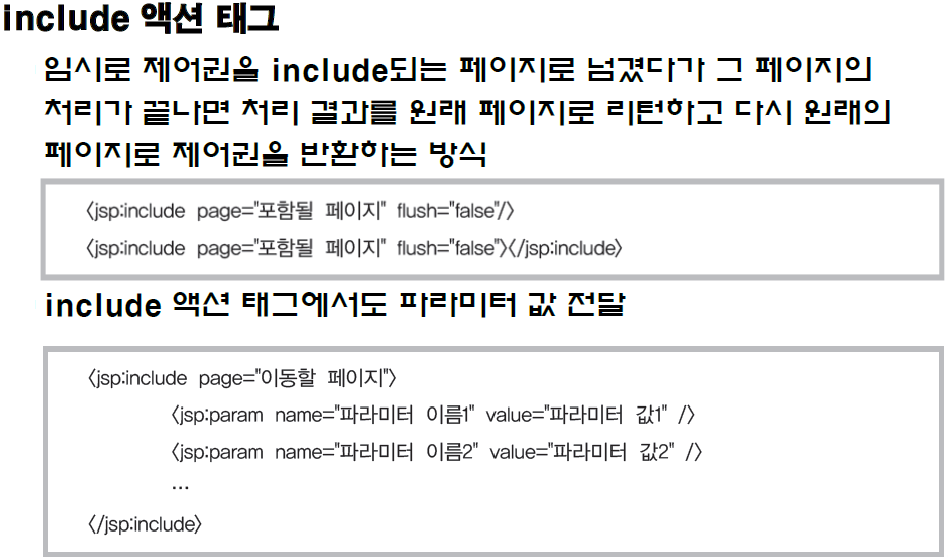 include 액션 태그
임시로 제어권을 include되는 페이지로 넘겼다가 그 페이지의
처리가 끝나면 처리 결과를 원래 페이지로 리턴하고 다시 원래의
페이지로 제어권을 반환하는 방식
〈jsp:include page="포함될 페이지" flush="false"/〉
〈jsp:include page="포함될 페이지" flush="false"〉〈/jsp:include〉
include 액션 태그에서도 파라미터 값 전달
〈jsp:include page="이동할 페이지"〉
〈jsp:param name="파라미터 이름1" value="파라미터 값1" /〉
〈jsp:param name="파라미터 이름2" value="파라미터 값2" /〉
...
〈/jsp:include〉